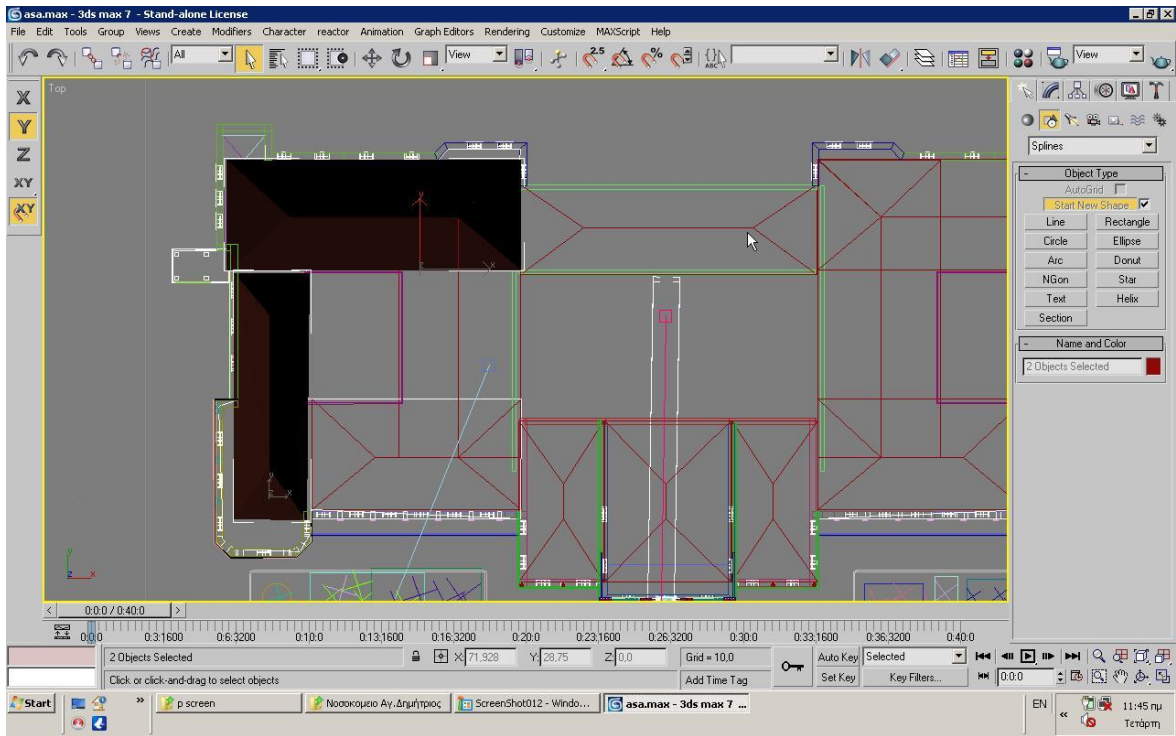 asa.max - 3ds max 7 - Stand-alone License
File Edit Tools Group Views Create Modifiers Character reactor Animation Graph Editors Rendering Customize MAXScript Help
All View 2.5 % ABC View
X
Y
Z
XY
XY
Top
Splines
- Object Type
AutoGrid
Start New Shape
Line Rectangle
Circle Ellipse
Arc Donut
NGon Star
Text Helix
Section
- Name and Color
2 Objects Selected
y
z x
< 0:0:0 / 0:40:0 >
0:0:0 0:3:1600 0:6:3200 0:10:0 0:13:1600 0:16:3200 0:20:0 0:23:1600 0:26:3200 0:30:0 0:33:1600 0:36:3200 0:40:0
2 Objects Selected X: 71,928 Y: 28,75 Z: 0,0 Grid = 10,0 Auto Key Selected
Click or click-and-drag to select objects Add Time Tag Set Key Key Filters... 0:0:0
Start » p screen Νοσοκομειο Αγ.Δημήτριος ScreenShot012 - Windo... asa.max - 3ds max 7 ... EN « 11:45 πμ
Τετάρτη